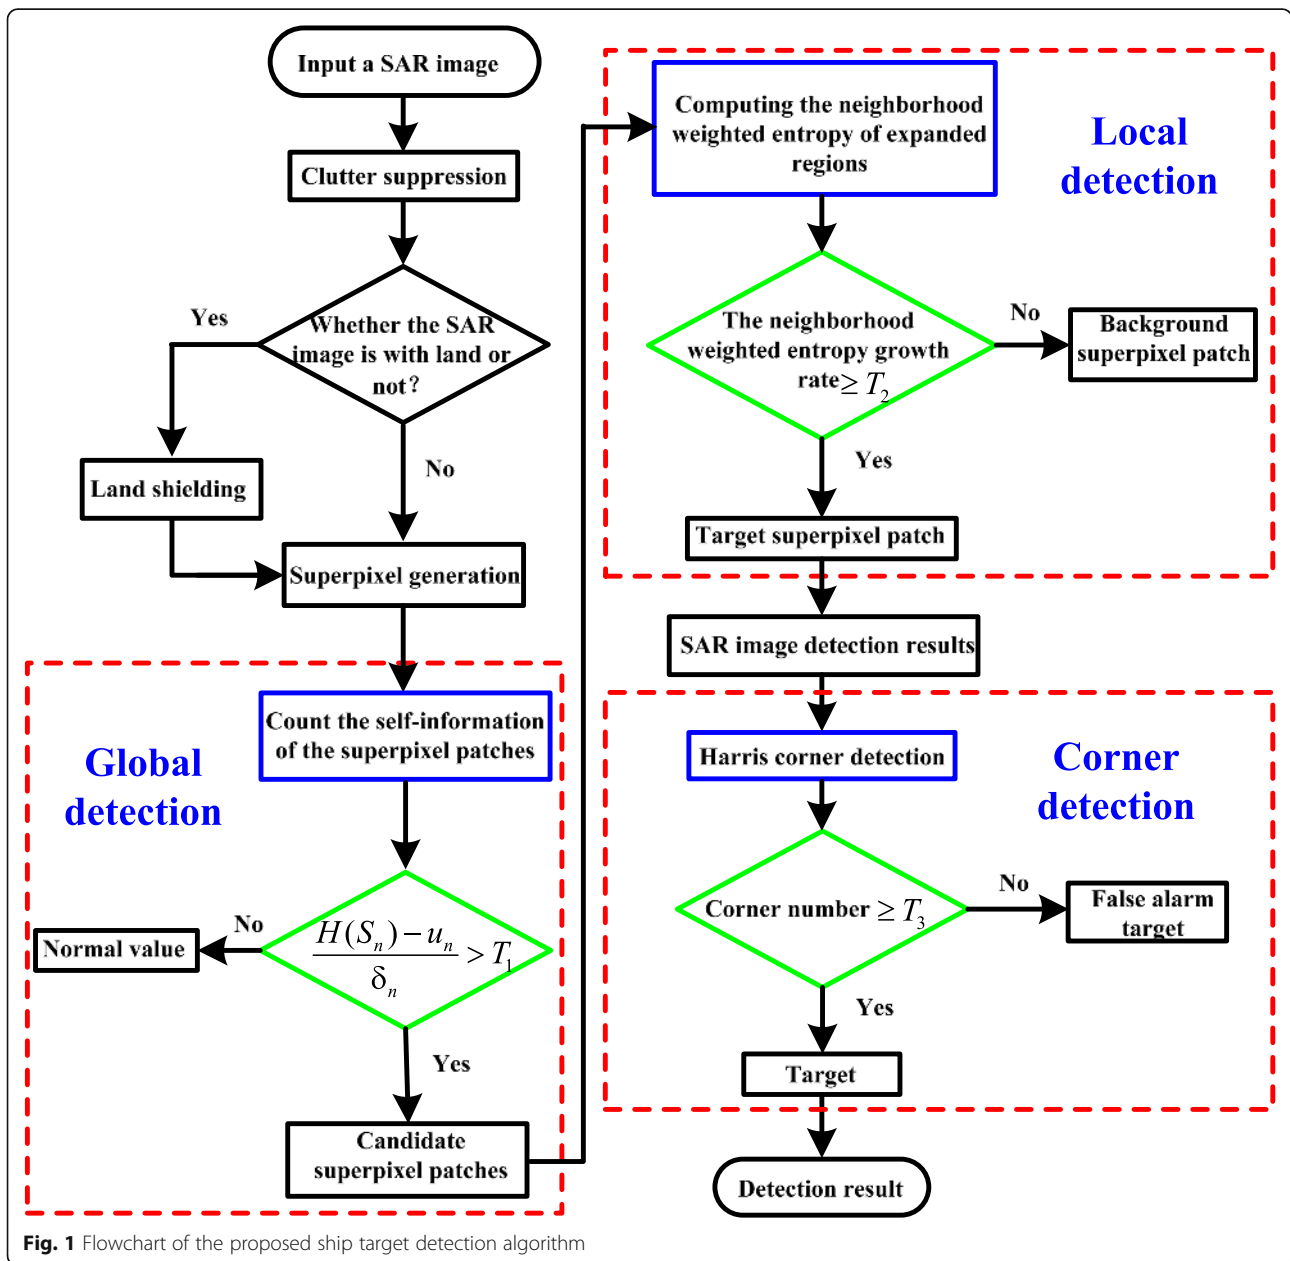 Input a SAR image
Clutter suppression
Yes
Whether the SAR
image is with land or
not?
No
Land shielding
Superpixel generation
Global
detection
Count the self-information
of the superpixel patches
No
Normal value
H(Sₙ) − uₙ / δₙ > T₁
Yes
Candidate
superpixel patches
Local
detection
Computing the neighborhood
weighted entropy of expanded
regions
The neighborhood
weighted entropy growth
rate ≥ T₂
No
Background
superpixel patch
Yes
Target superpixel patch
SAR image detection results
Corner
detection
Harris corner detection
Corner number ≥ T₃
No
False alarm
target
Yes
Target
Detection result
Fig. 1 Flowchart of the proposed ship target detection algorithm